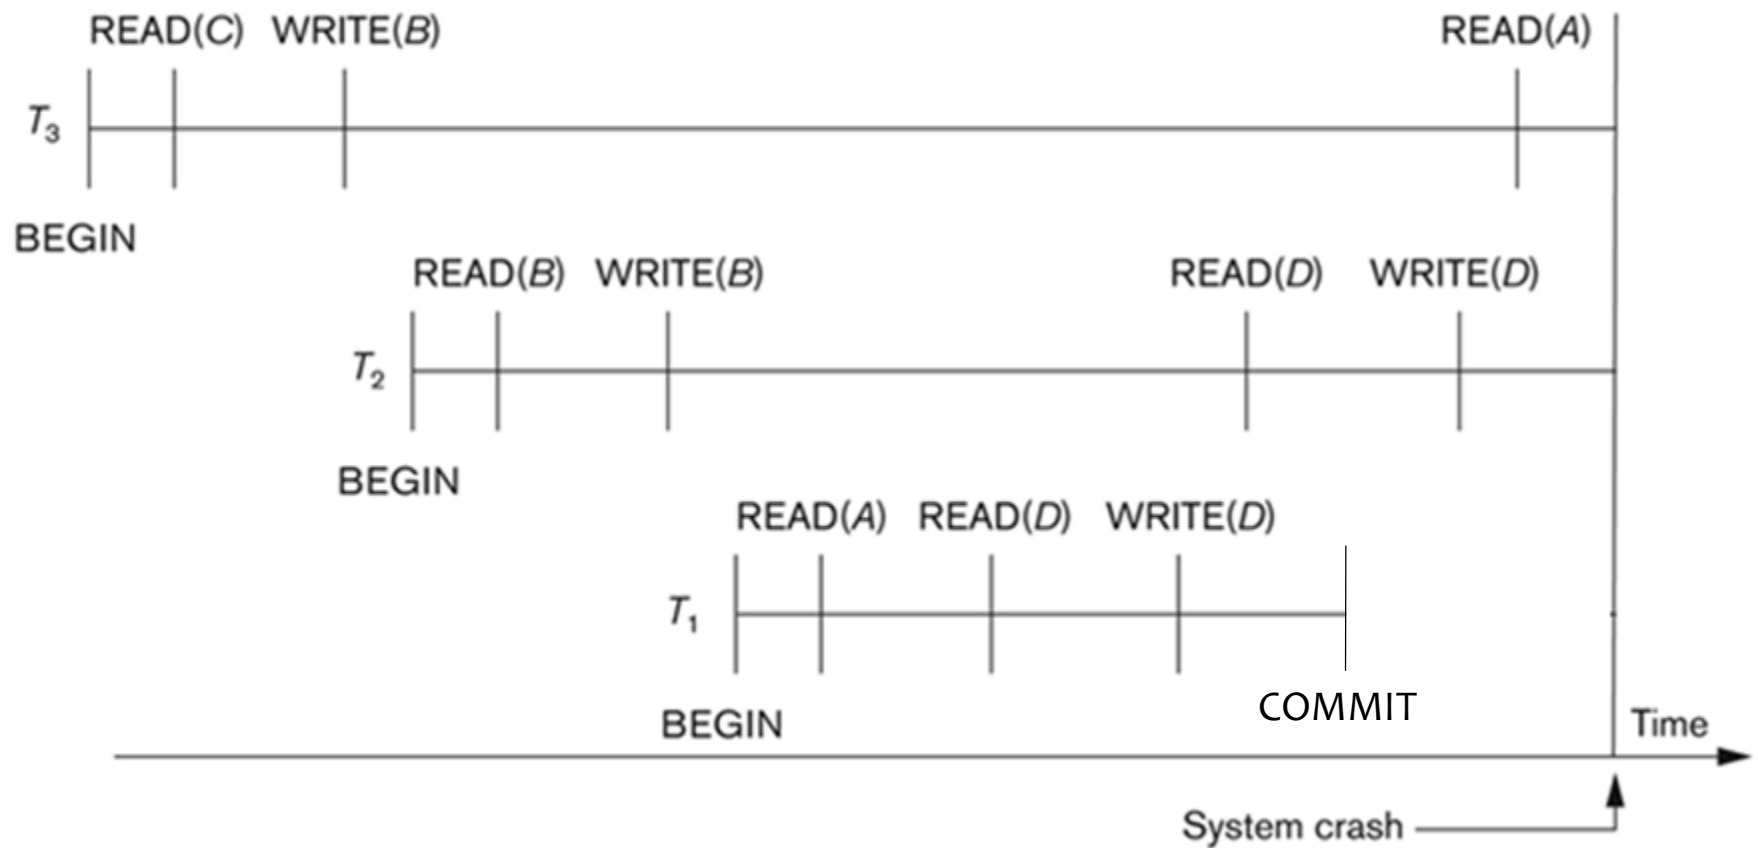 READ(C) WRITE(B) READ(A)
T3
BEGIN
READ(B) WRITE(B) READ(D) WRITE(D)
T2
BEGIN
READ(A) READ(D) WRITE(D)
T1
COMMIT
BEGIN
Time
System crash